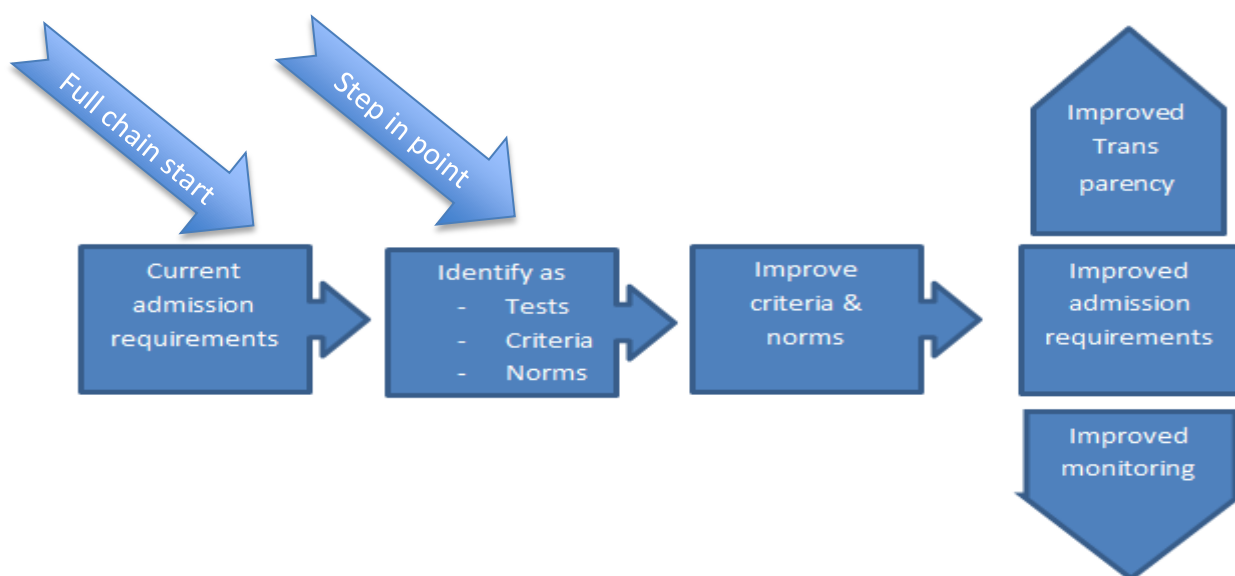 Full chain start
Step in point
Current
admission
requirements
Identify as
- Tests
- Criteria
- Norms
Improve
criteria &
norms
Improved
Trans
parency
Improved
admission
requirements
Improved
monitoring